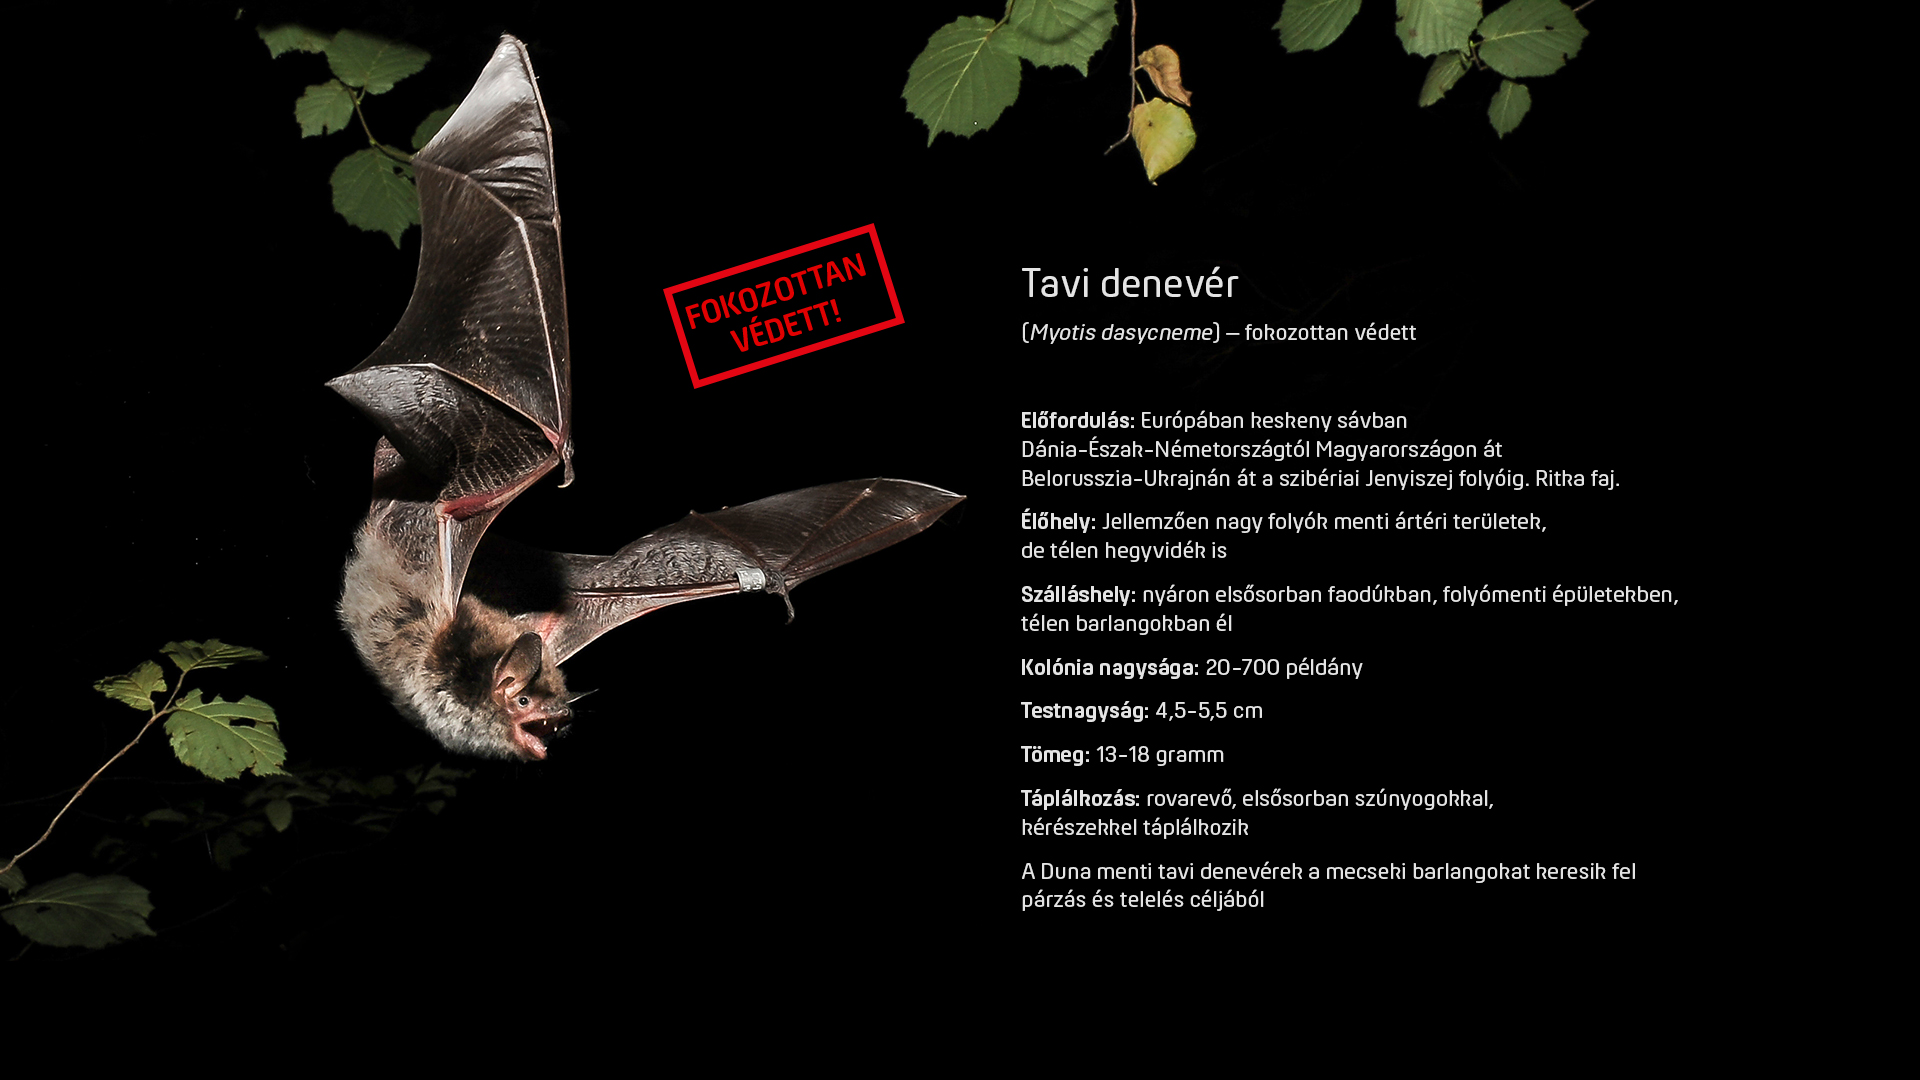 FOKOZOTTAN
VÉDETT!
Tavi denevér
(Myotis dasycneme) – fokozottan védett
Előfordulás: Európában keskeny sávban
Dánia-Észak-Németországtól Magyarországon át
Belorusszia-Ukrajnán át a szibériai Jenyiszej folyóig. Ritka faj.
Élőhely: Jellemzően nagy folyók menti ártéri területek,
de télen hegyvidék is
Szálláshely: nyáron elsősorban faodúkban, folyómenti épületekben,
télen barlangokban él
Kolónia nagysága: 20-700 példány
Testnagyság: 4,5-5,5 cm
Tömeg: 13-18 gramm
Táplálkozás: rovarevő, elsősorban szúnyogokkal,
kérészekkel táplálkozik
A Duna menti tavi denevérek a mecseki barlangokat keresik fel
párzás és telelés céljából